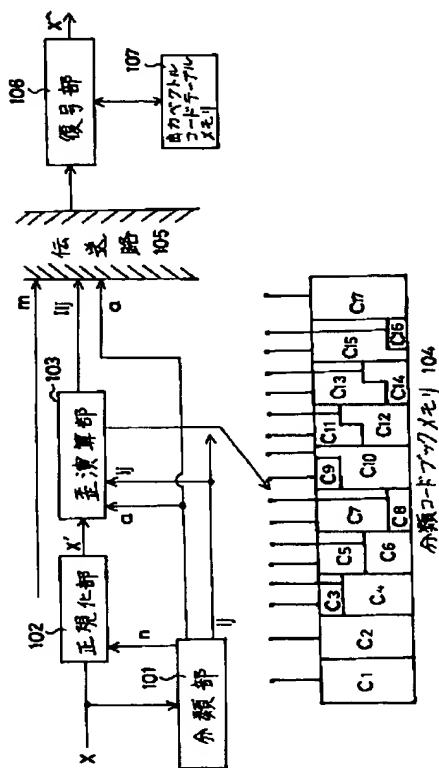 X
101
分類部
n
102
正規化部
X'
a
Ij
103
歪演算部
m
Iij
a
Ij
伝送路
105
106
復号部
X^
107
出力ベクトル
コードテーブル
メモリ
C1
C2
C3
C4
C5
C6
C7
C8
C9
C10
C11
C12
C13
C14
C15
C16
C17
分類コードブックメモリ 104